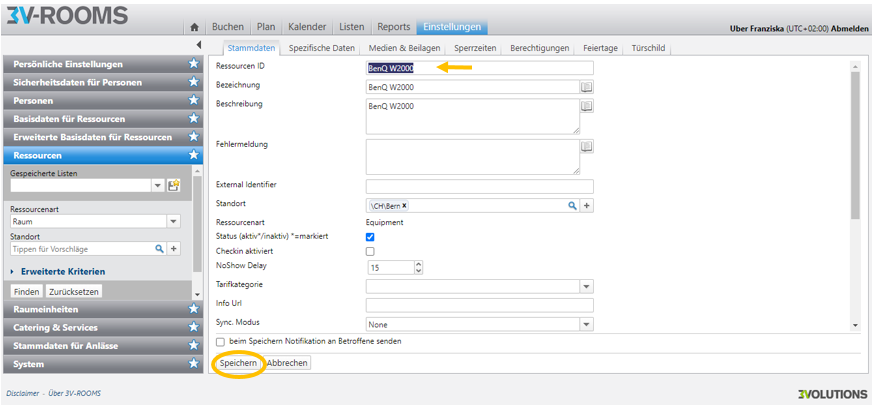 3V-ROOMS
Buchen Plan Kalender Listen Reports Einstellungen
Uber Franziska (UTC+02:00) Abmelden
Stammdaten Spezifische Daten Medien & Beilagen Sperrzeiten Berechtigungen Feiertage Türschild
Persönliche Einstellungen
Sicherheitsdaten für Personen
Personen
Basisdaten für Ressourcen
Erweiterte Basisdaten für Ressourcen
Ressourcen
Gespeicherte Listen
Ressourcenart
Raum
Standort
Tippen für Vorschläge
Erweiterte Kriterien
Finden Zurücksetzen
Raumeinheiten
Catering & Services
Stammdaten für Anlässe
System
Ressourcen ID BenQ W2000
Bezeichnung BenQ W2000
Beschreibung BenQ W2000
Fehlermeldung
External Identifier
Standort \CH\Bern x
Ressourcenart Equipment
Status (aktiv*/inaktiv) *=markiert
Checkin aktiviert
NoShow Delay 15
Tarifkategorie
Info Url
Sync. Modus None
beim Speichern Notifikation an Betroffene senden
Speichern Abbrechen
Disclaimer - Über 3V-ROOMS
3VOLUTIONS